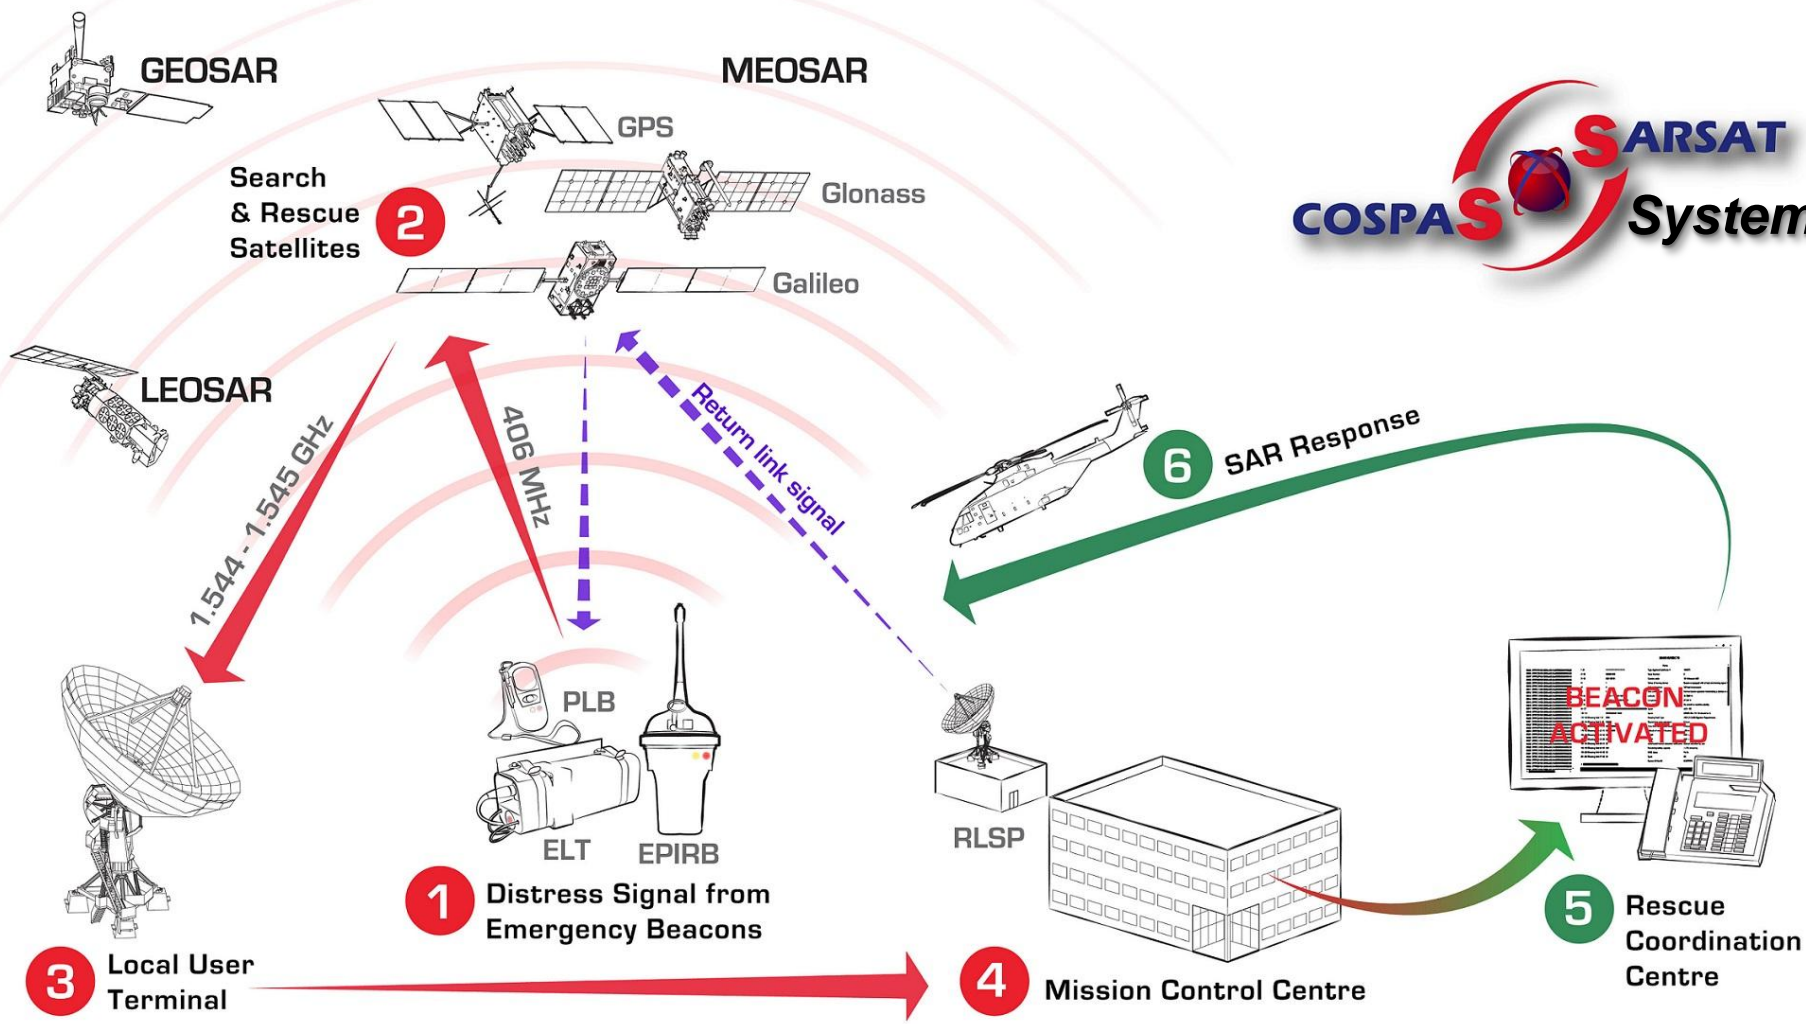 GEOSAR
MEOSAR
GPS
Glonass
Galileo
Search
& Rescue
Satellites
2
LEOSAR
COSPAS
SARSAT
System
1.544 - 1.545 GHz
406 MHz
Return link signal
6
SAR Response
PLB
ELT
EPIRB
1
Distress Signal from
Emergency Beacons
3
Local User
Terminal
RLSP
4
Mission Control Centre
BEACON
ACTIVATED
5
Rescue
Coordination
Centre